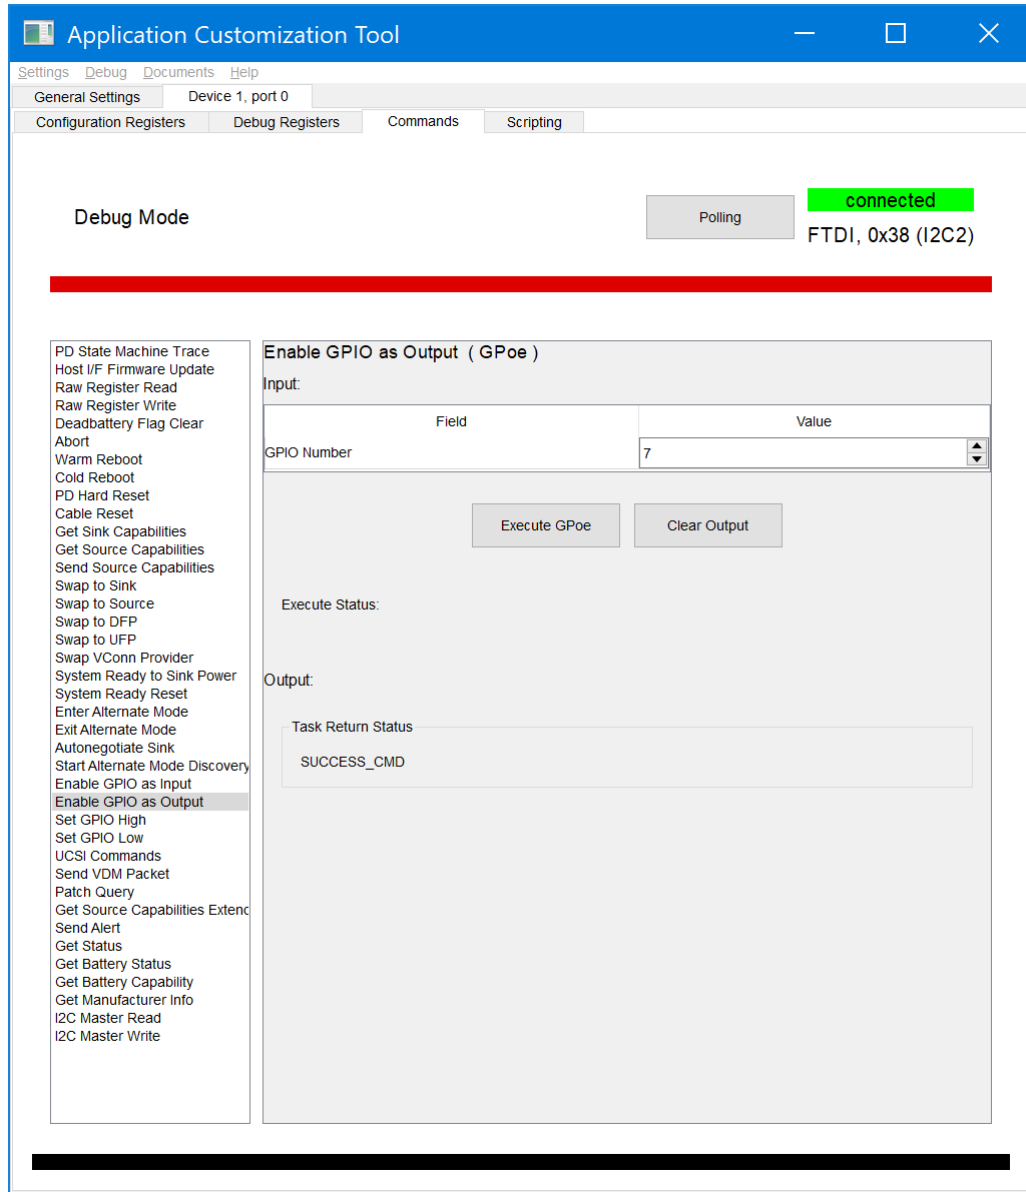 Application Customization Tool
Settings Debug Documents Help
General Settings Device 1, port 0
Configuration Registers Debug Registers Commands Scripting
connected
Debug Mode Polling
FTDI, 0x38 (I2C2)
PD State Machine Trace
Host I/F Firmware Update
Raw Register Read
Raw Register Write
Deadbattery Flag Clear
Abort
Warm Reboot
Cold Reboot
PD Hard Reset
Cable Reset
Get Sink Capabilities
Get Source Capabilities
Send Source Capabilities
Swap to Sink
Swap to Source
Swap to DFP
Swap to UFP
Swap VConn Provider
System Ready to Sink Power
System Ready Reset
Enter Alternate Mode
Exit Alternate Mode
Autonegotiate Sink
Start Alternate Mode Discovery
Enable GPIO as Input
Enable GPIO as Output
Set GPIO High
Set GPIO Low
UCSI Commands
Send VDM Packet
Patch Query
Get Source Capabilities Extenc
Send Alert
Get Status
Get Battery Status
Get Battery Capability
Get Manufacturer Info
I2C Master Read
I2C Master Write
Enable GPIO as Output ( GPoe )
Input:
Field Value
GPIO Number 7
Execute GPoe Clear Output
Execute Status:
Output:
Task Return Status
SUCCESS_CMD